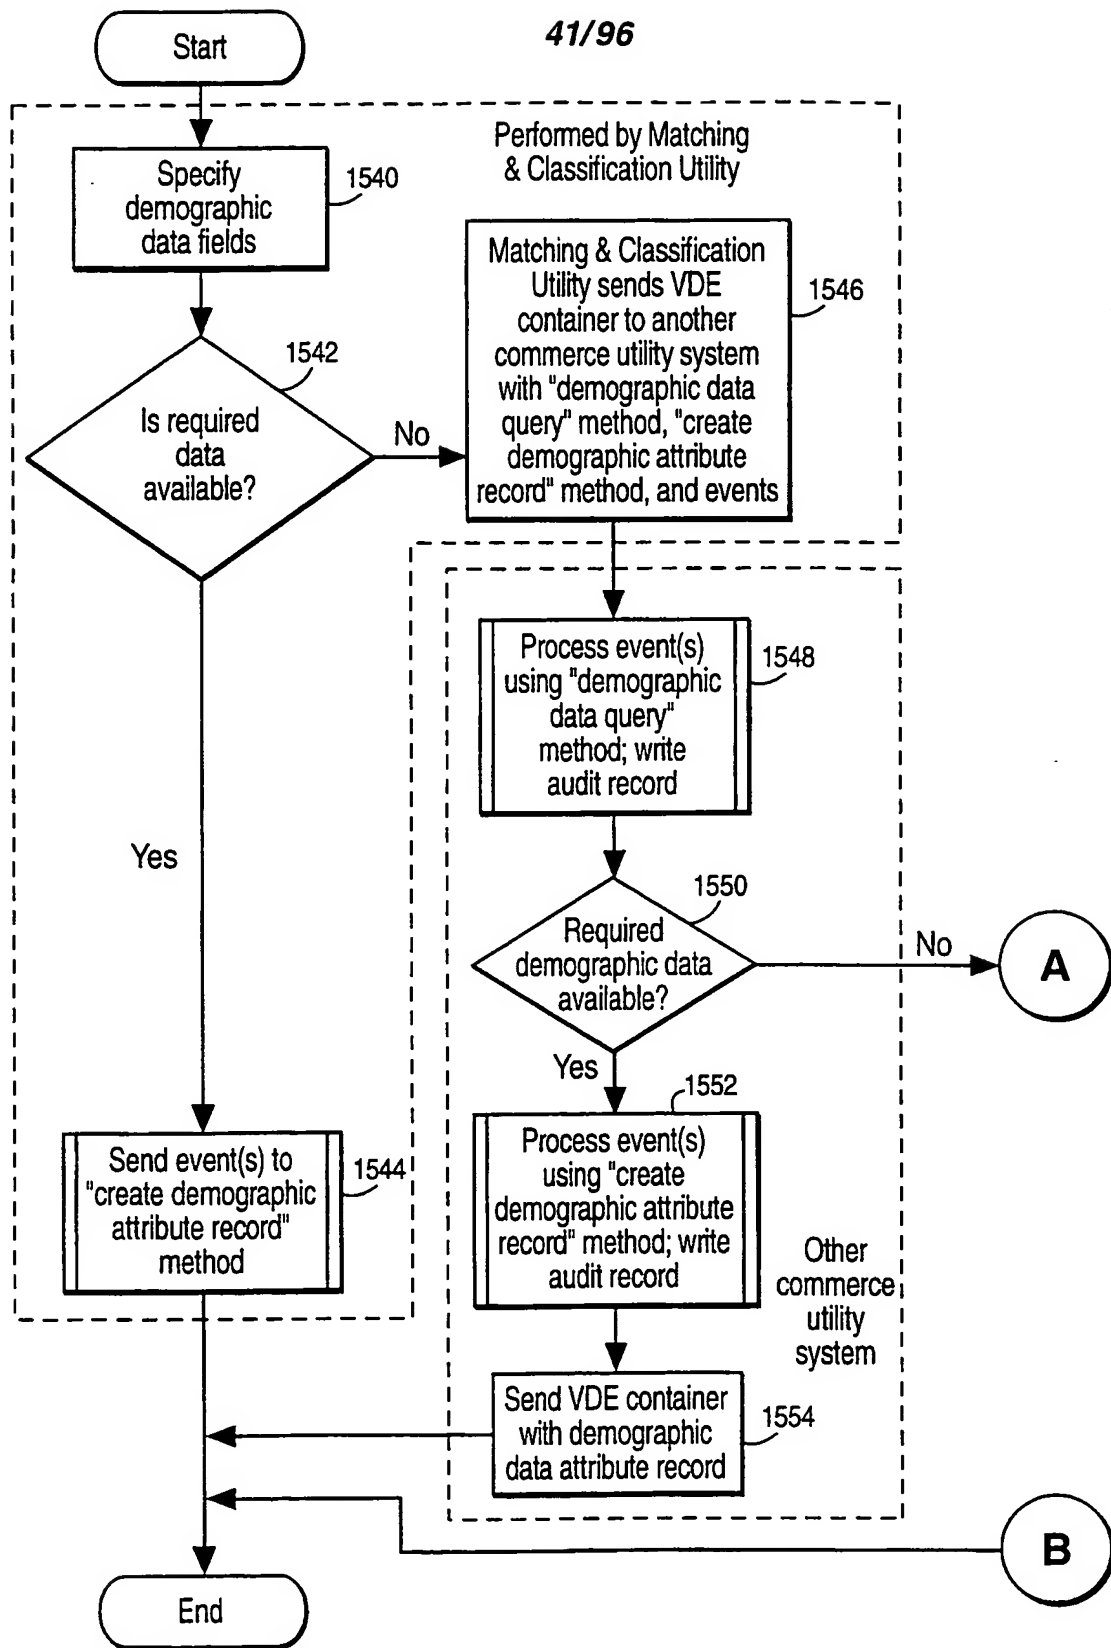 41/96
Start
Performed by Matching
& Classification Utility
Specify
demographic
data fields
1540
Matching & Classification
Utility sends VDE
container to another
commerce utility system
with "demographic data
query" method, "create
demographic attribute
record" method, and events
1546
1542
Is required
data
available?
No
Process event(s)
using "demographic
data query"
method; write
audit record
1548
Yes
1550
Required
demographic data
available?
No
A
Yes
1552
Process event(s)
using "create
demographic attribute
record" method; write
audit record
Send event(s) to
"create demographic
attribute record"
method
1544
Other
commerce
utility
system
Send VDE container
with demographic
data attribute record
1554
B
End